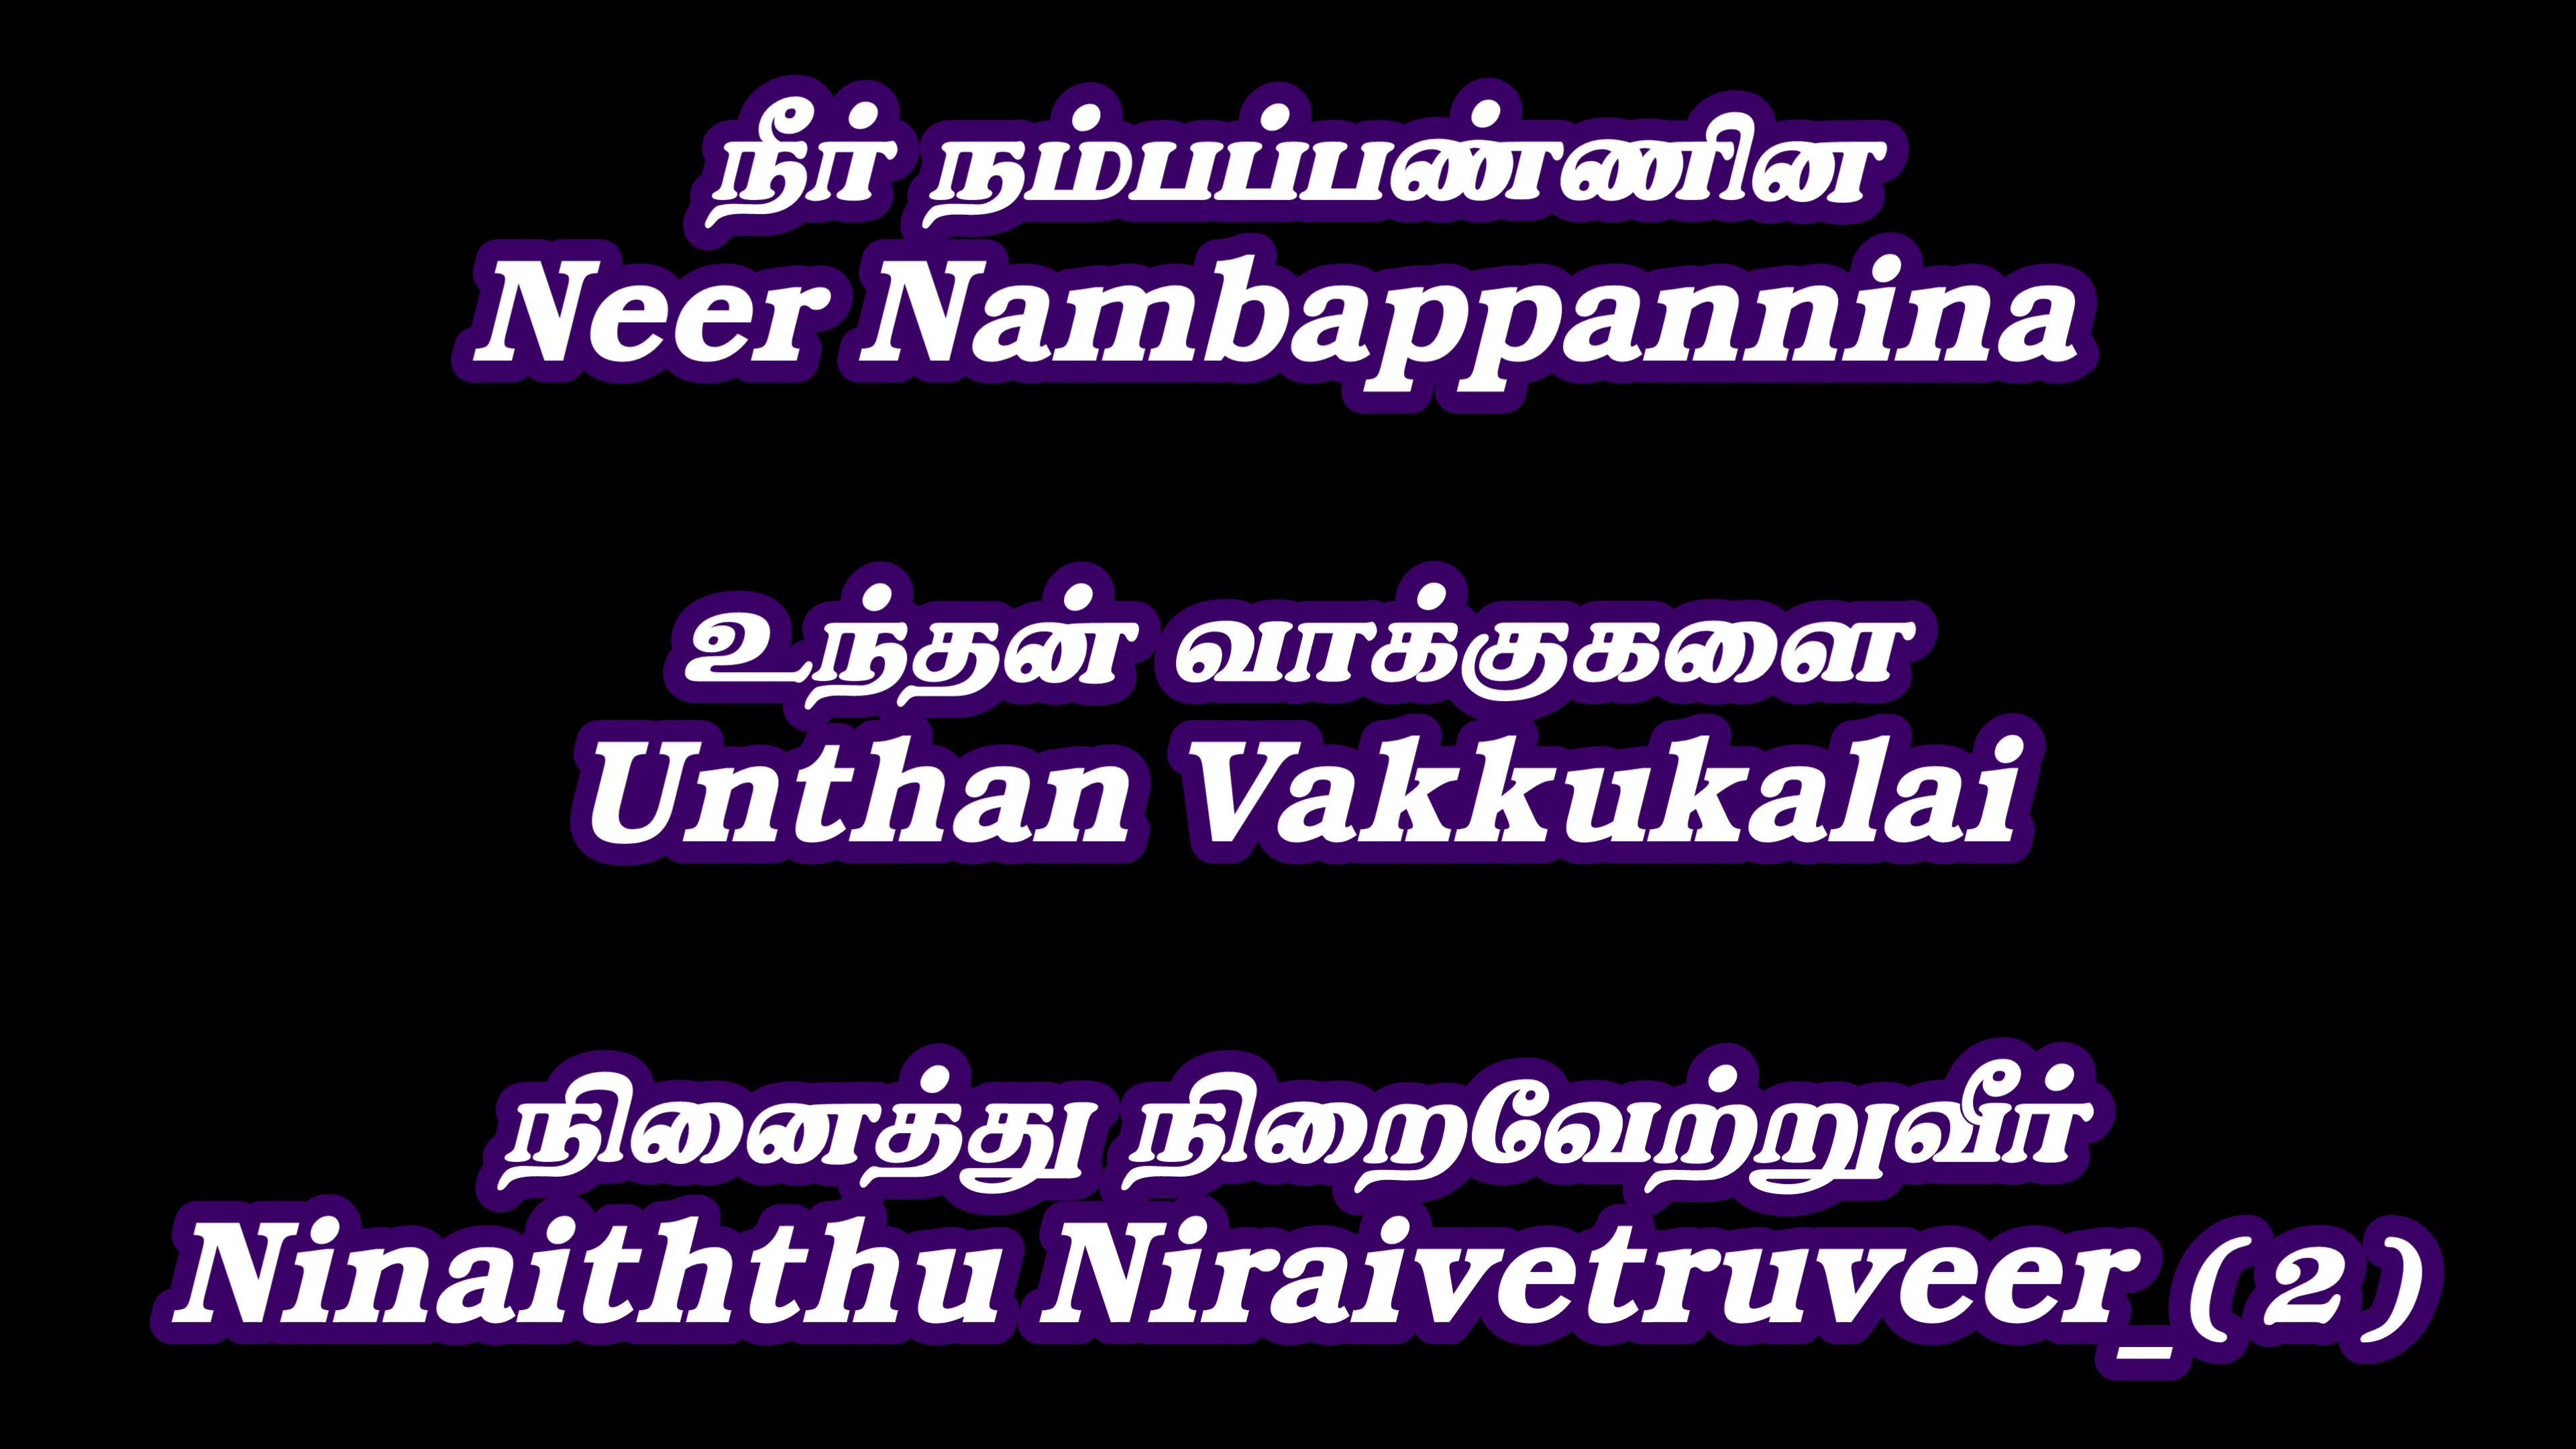 நீர் நம்பப்பண்ணின
Neer Nambappannina
உந்தன் வாக்குகளை
Unthan Vakkukalai
நினைத்து நிறைவேற்றுவீர்
Ninaiththu Niraivetruveer_(2)